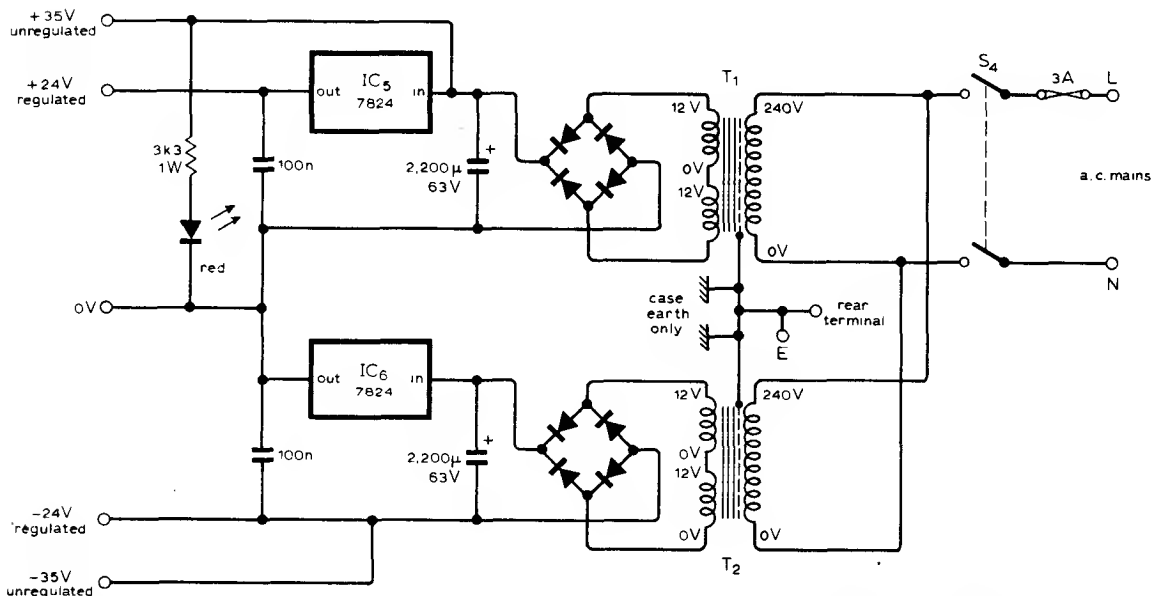 +35V
unregulated
+24V
regulated
3k3
1W
red
0V
100n
IC5
out
7824
in
+
2,200µ
63V
12V
0V
12V
0V
T1
240V
0V
S4
3A
L
a.c. mains
N
case
earth
only
rear
terminal
E
IC6
out
in
7824
100n
+
2,200µ
63V
12V
0V
12V
0V
240V
0V
T2
-24V
regulated
-35V
unregulated